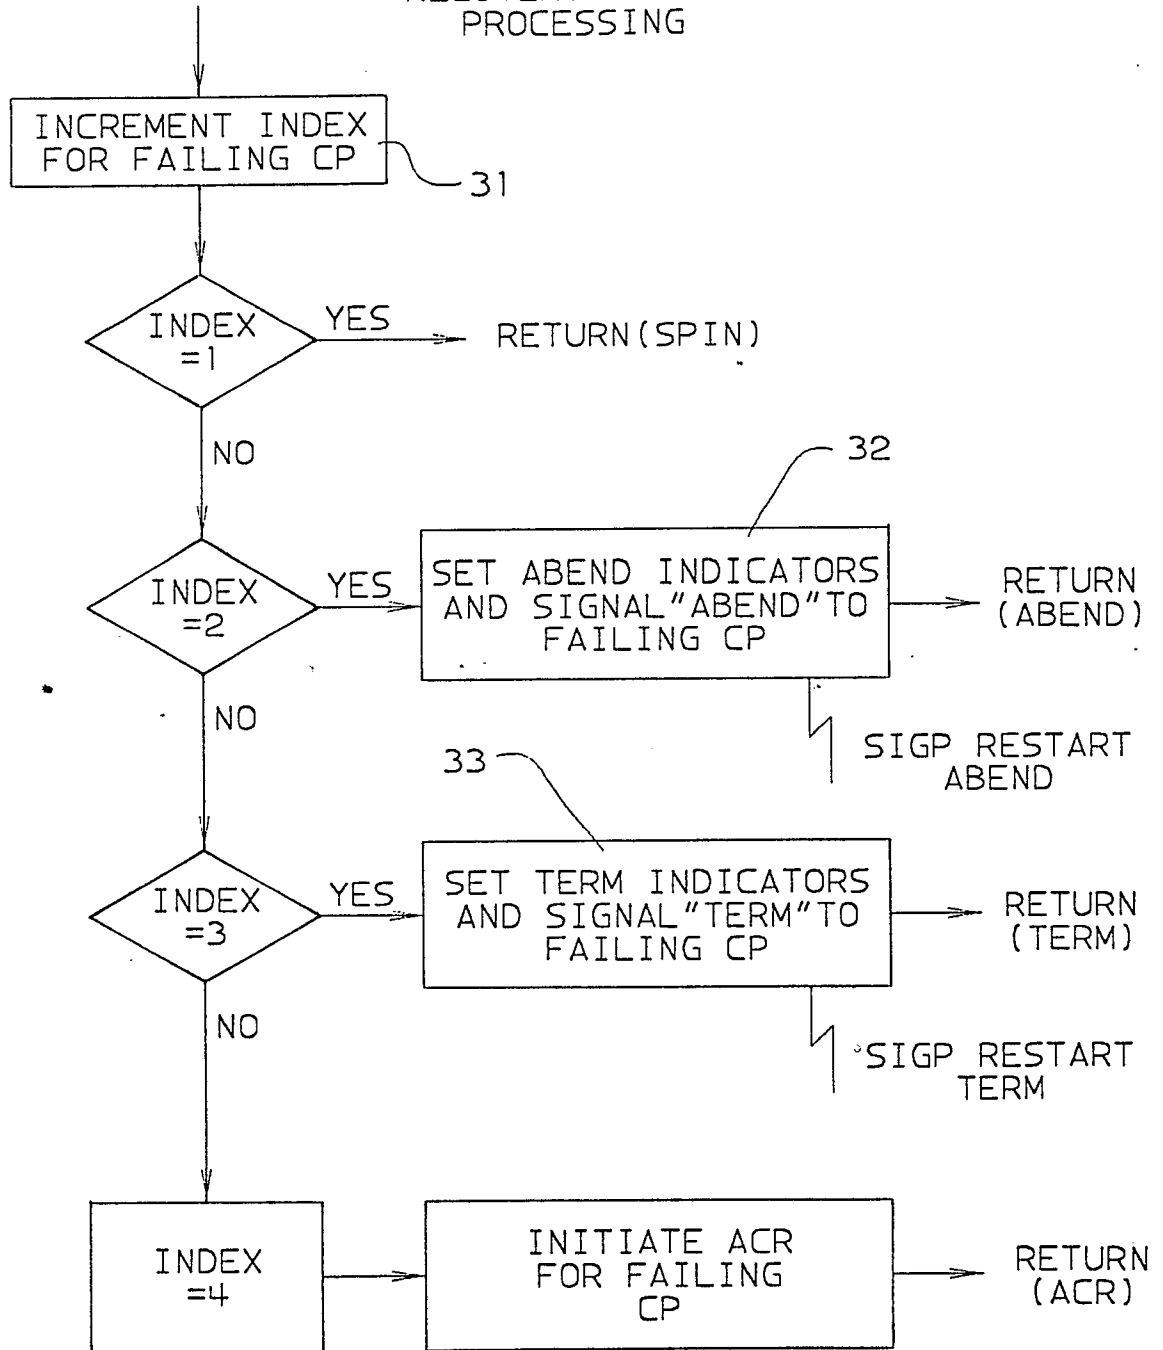 PROCESSING
INCREMENT INDEX
FOR FAILING CP
31
INDEX
=1
YES
RETURN(SPIN)
NO
32
INDEX
=2
YES
SET ABEND INDICATORS
AND SIGNAL "ABEND" TO
FAILING CP
RETURN
(ABEND)
NO
SIGP RESTART
ABEND
33
INDEX
=3
YES
SET TERM INDICATORS
AND SIGNAL "TERM" TO
FAILING CP
RETURN
(TERM)
NO
SIGP RESTART
TERM
INDEX
=4
INITIATE ACR
FOR FAILING
CP
RETURN
(ACR)